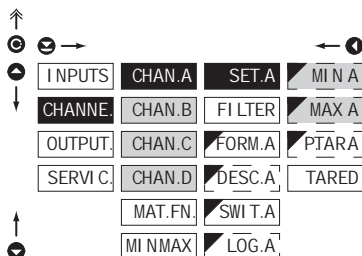 INPUTS CHAN.A SET.A MIN A
CHANNE. CHAN.B FILTER MAX A
OUTPUT. CHAN.C FORM.A PTAR.A
SERVIC. CHAN.D DESC.A TARED
MAT.FN. SWIT.A
MINMAX LOG.A